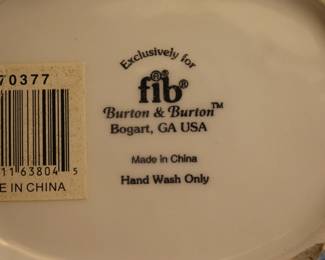 Exclusively for
fib®
Burton & Burton™
Bogart, GA USA
Made in China
Hand Wash Only
70377
11 63804 5
E IN CHINA